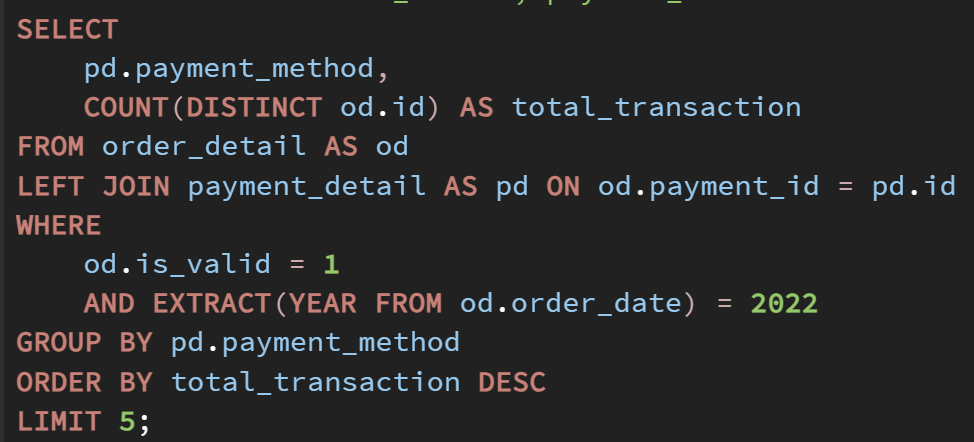 SELECT
pd.payment_method,
COUNT(DISTINCT od.id) AS total_transaction
FROM order_detail AS od
LEFT JOIN payment_detail AS pd ON od.payment_id = pd.id
WHERE
od.is_valid = 1
AND EXTRACT(YEAR FROM od.order_date) = 2022
GROUP BY pd.payment_method
ORDER BY total_transaction DESC
LIMIT 5;